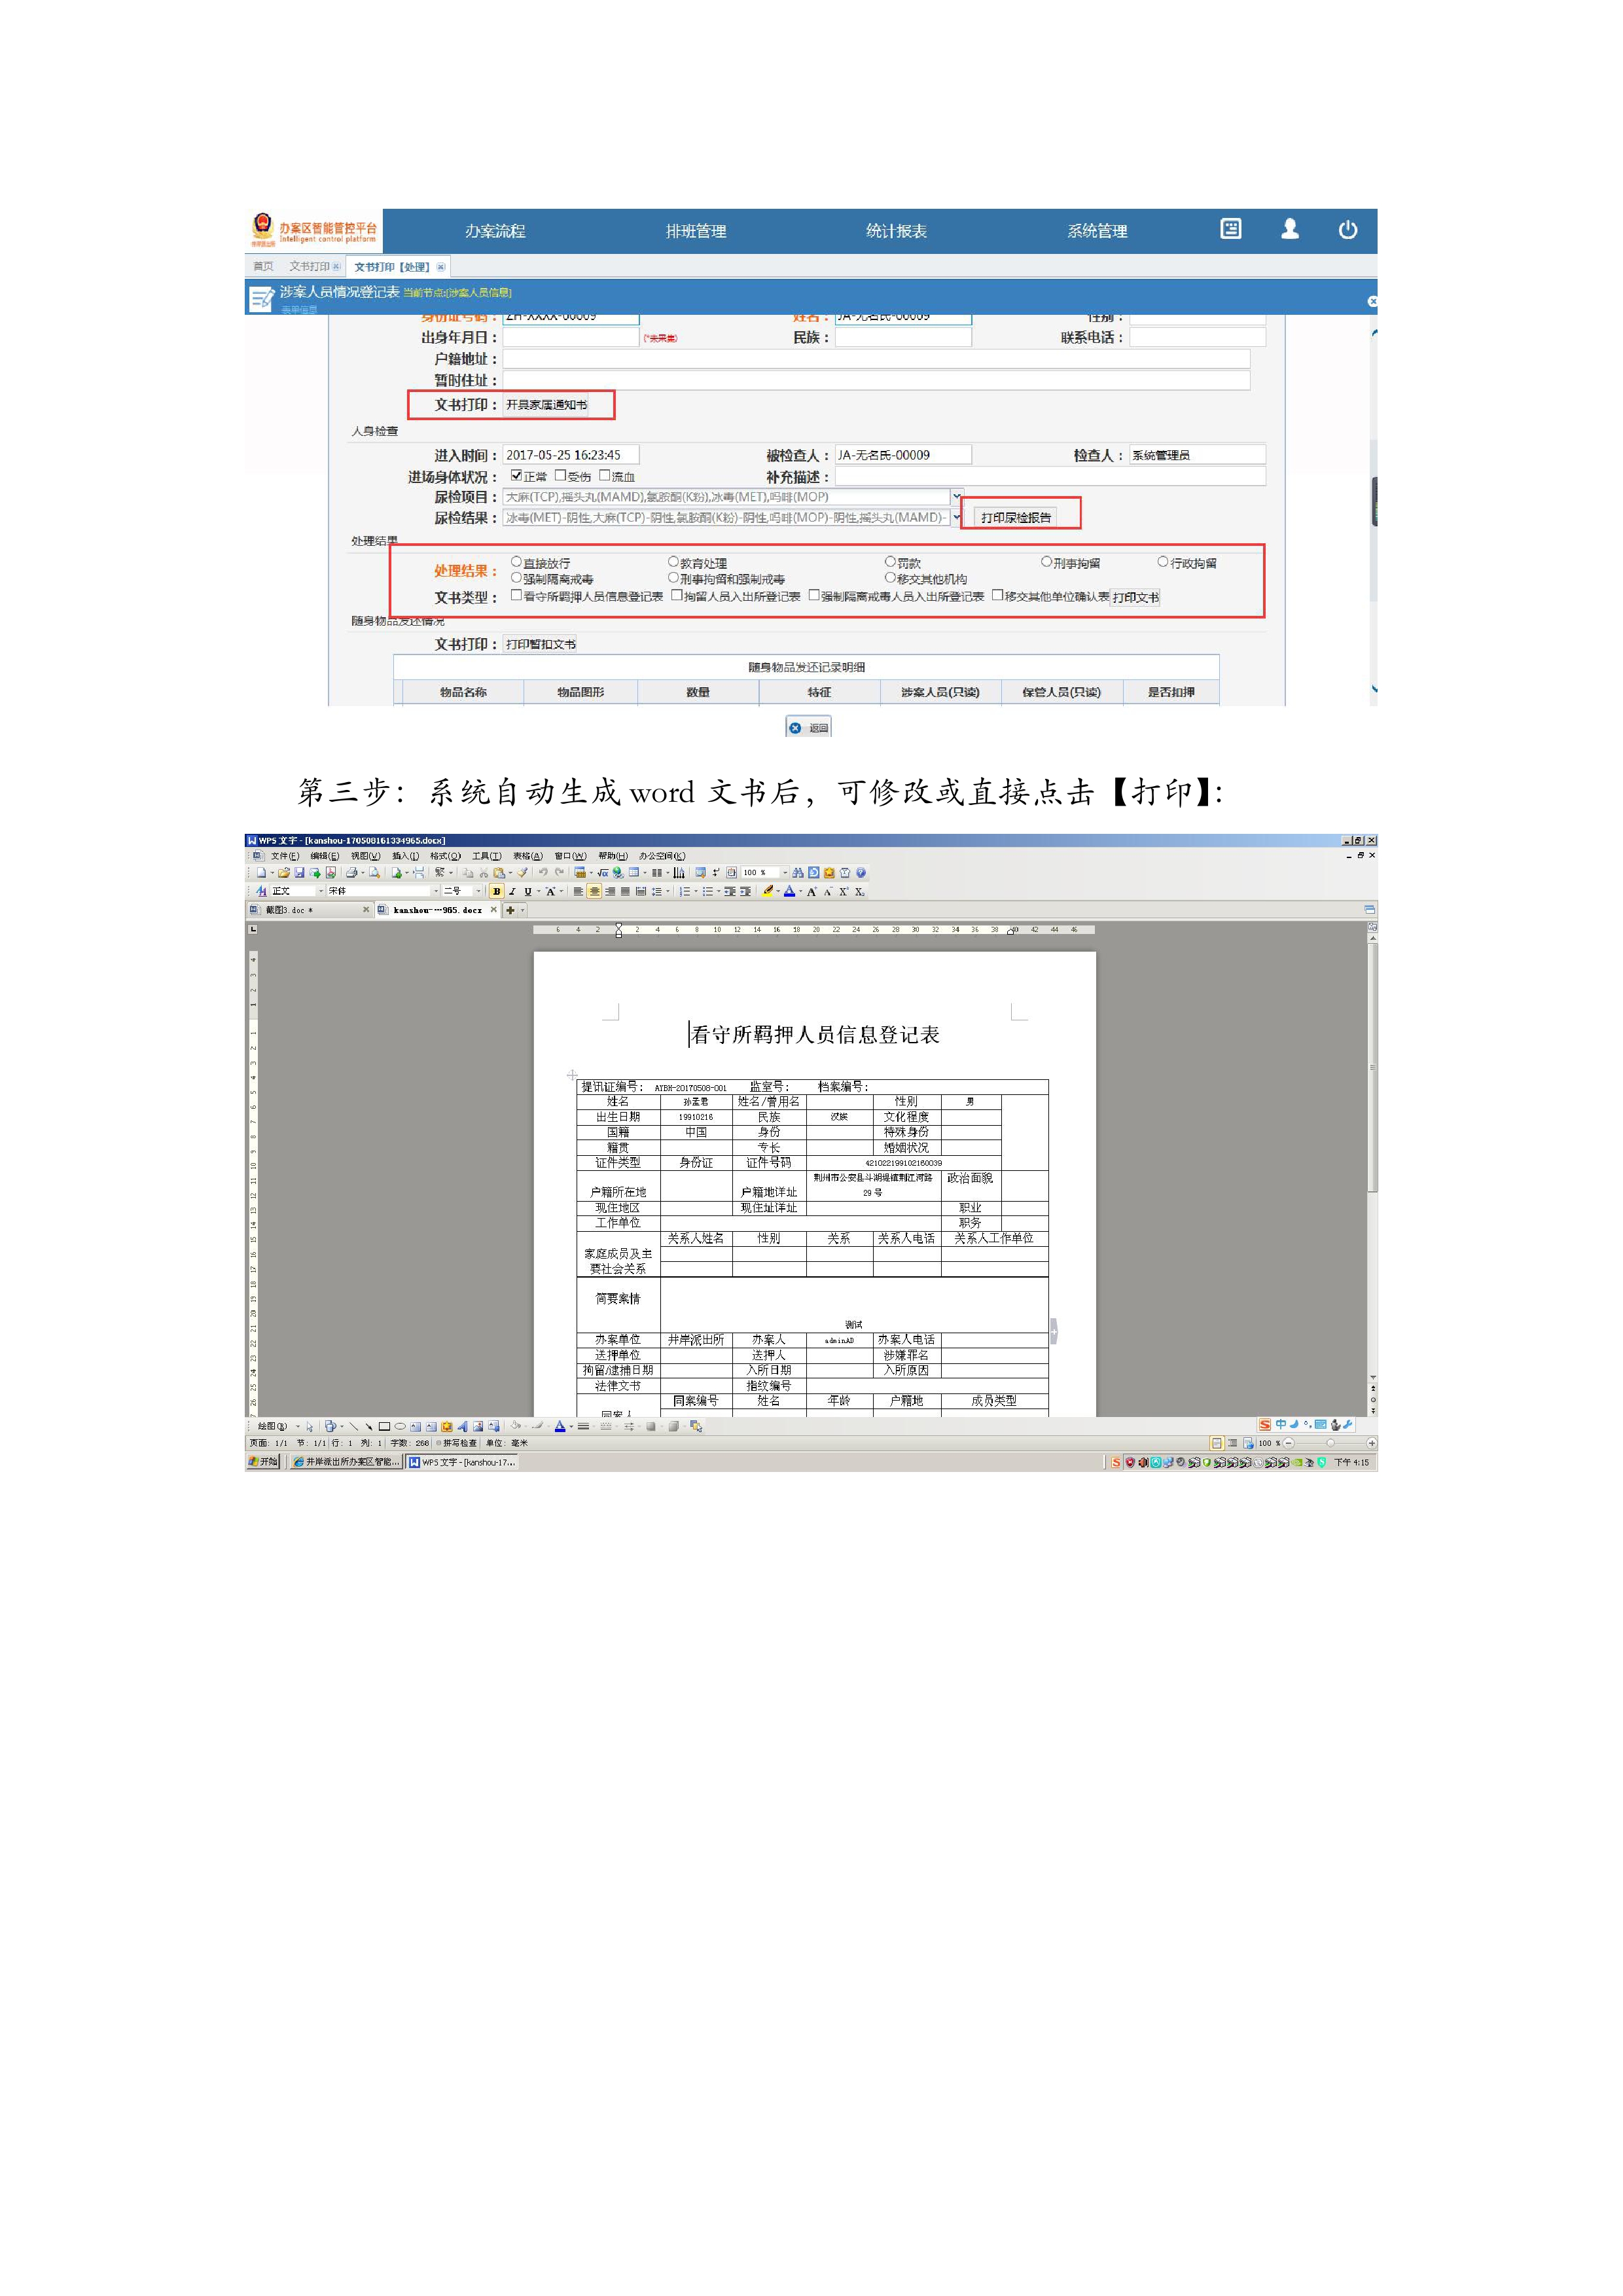 办案区智能管控平台
Intelligent control platform
办案流程 排班管理 统计报表 系统管理
首页 文书打印 文书打印【处理】
涉案人员情况登记表 当前节点:[涉案人员信息]
表单信息
身份证号码： ZH-XXXX-00009 姓名： JA-无名氏-00009 性别：
出身年月日： (*未采集) 民族： 联系电话：
户籍地址：
暂时住址：
文书打印： 开具家属通知书
人身检查
进入时间： 2017-05-25 16:23:45 被检查人： JA-无名氏-00009 检查人： 系统管理员
进场身体状况： 正常 受伤 流血 补充描述：
尿检项目： 大麻(TCP),摇头丸(MAMD),氯胺酮(K粉),冰毒(MET),吗啡(MOP)
尿检结果： 冰毒(MET)-阴性,大麻(TCP)-阴性,氯胺酮(K粉)-阴性,吗啡(MOP)-阴性,摇头丸(MAMD)- 打印尿检报告
处理结果
处理结果： 直接放行 教育处理 罚款 刑事拘留 行政拘留
强制隔离戒毒 刑事拘留和强制戒毒 移交其他机构
文书类型： 看守所羁押人员信息登记表 拘留人员入出所登记表 强制隔离戒毒人员入出所登记表 移交其他单位确认表 打印文书
随身物品发还情况
文书打印： 打印暂扣文书
随身物品发还记录明细
物品名称 物品图形 数量 特征 涉案人员(只读) 保管人员(只读) 是否扣押
返回
第三步：系统自动生成 word 文书后，可修改或直接点击【打印】：
WPS 文字 - [kanshou-170508161334965.docx]
文件(F) 编辑(E) 视图(V) 插入(I) 格式(O) 工具(T) 表格(A) 窗口(W) 帮助(H) 办公空间(K)
100 %
正文 宋体 二号
截图3.doc * kanshou-···965.docx
看守所羁押人员信息登记表
提讯证编号： AYBH-20170508-001 监室号： 档案编号：
姓名 孙孟君 姓名/曾用名 性别 男
出生日期 19910216 民族 汉族 文化程度
国籍 中国 身份 特殊身份
籍贯 专长 婚姻状况
证件类型 身份证 证件号码 421022199102160039
户籍所在地 户籍地详址 荆州市公安县斗湖堤镇荆江河路29号 政治面貌
现住地区 现住址详址 职业
工作单位 职务
家庭成员及主要社会关系 关系人姓名 性别 关系 关系人电话 关系人工作单位
简要案情
测试
办案单位 井岸派出所 办案人 adminAD 办案人电话
送押单位 送押人 涉嫌罪名
拘留/逮捕日期 入所日期 入所原因
法律文书 指纹编号
同案人 同案编号 姓名 年龄 户籍地 成员类型
绘图(R)
页面: 1/1 节: 1/1 行: 1 列: 1 字数: 268 拼写检查 单位: 毫米 100 %
开始 井岸派出所办案区智能... WPS 文字 - [kanshou-17... 下午 4:15